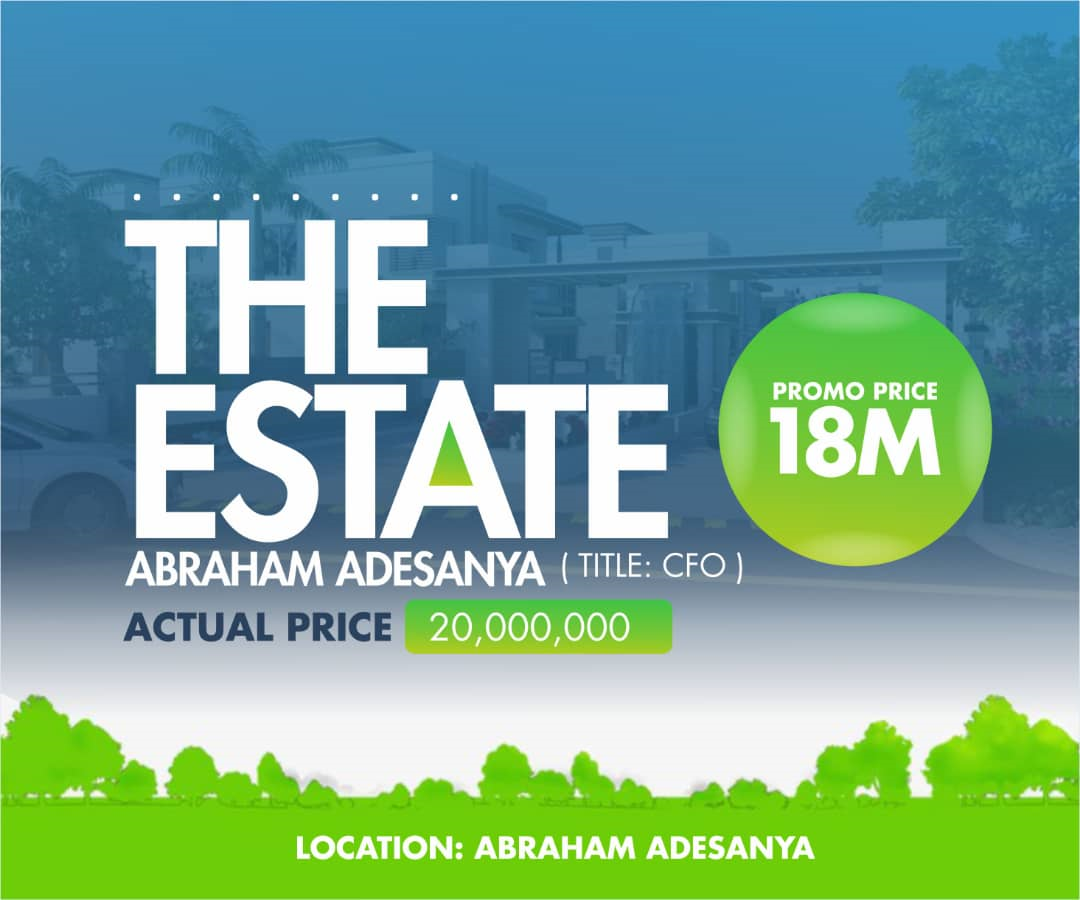 THE
ESTATE
ABRAHAM ADESANYA ( TITLE: CFO )
ACTUAL PRICE 20,000,000
PROMO PRICE
18M
LOCATION: ABRAHAM ADESANYA